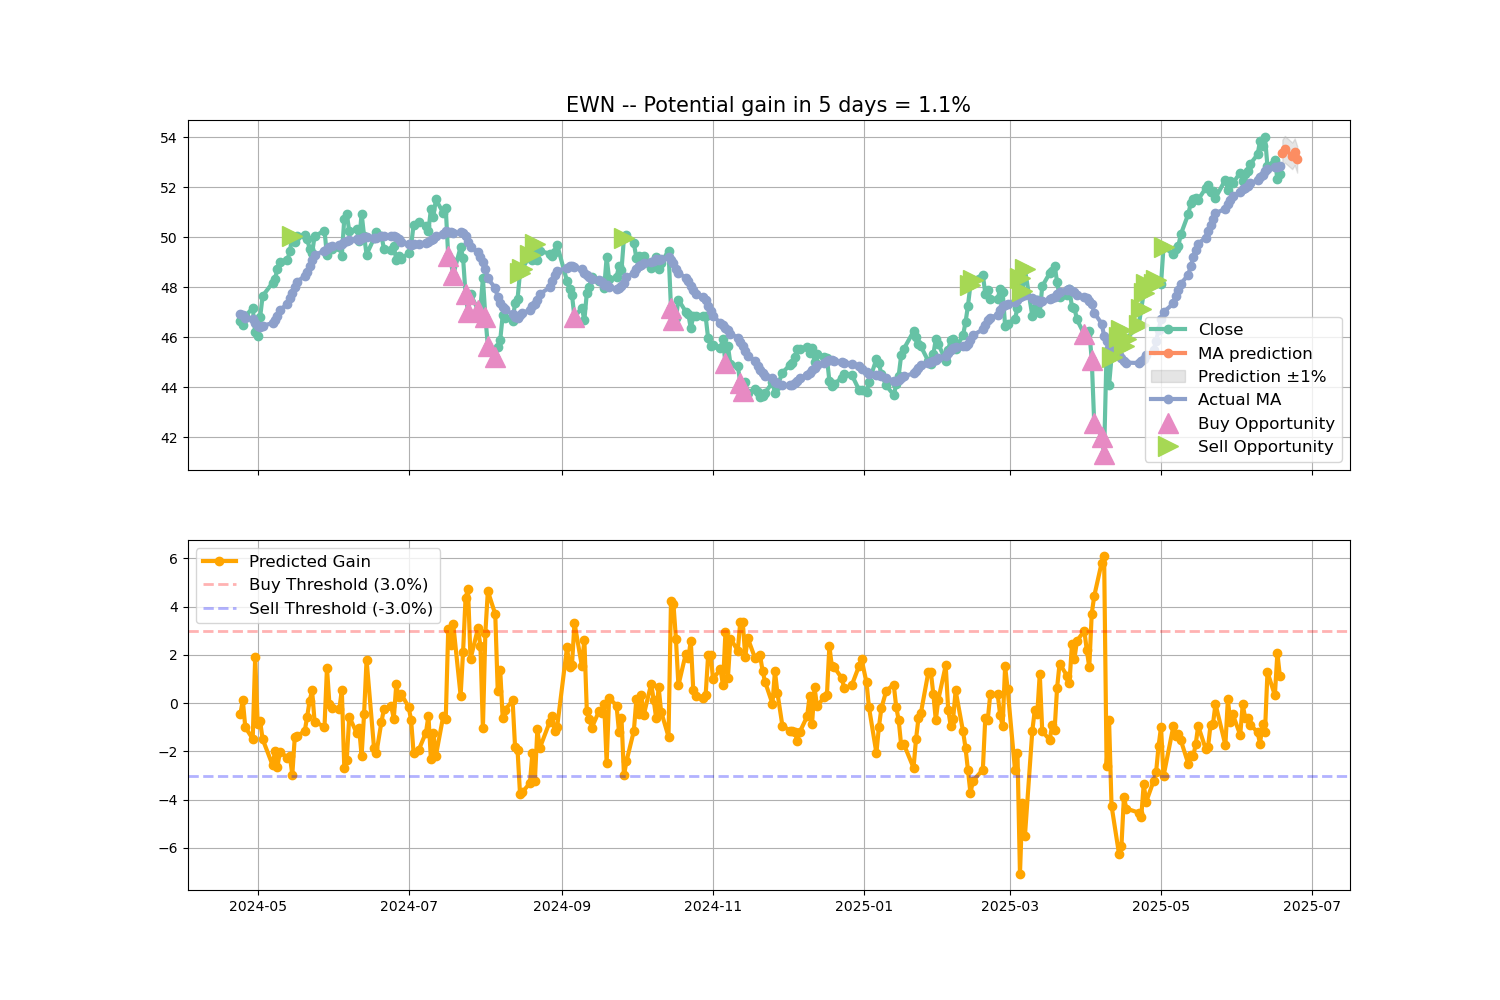 EWN -- Potential gain in 5 days = 1.1%
54
52
50
48
46
44
42
Close
MA prediction
Prediction ±1%
Actual MA
Buy Opportunity
Sell Opportunity
6
4
2
0
−2
−4
−6
Predicted Gain
Buy Threshold (3.0%)
Sell Threshold (-3.0%)
2024-05
2024-07
2024-09
2024-11
2025-01
2025-03
2025-05
2025-07